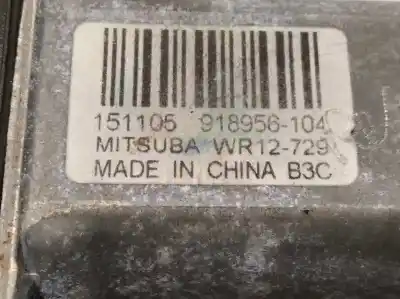 151105 918956-104
MITSUBA WR12-729
MADE IN CHINA B3C